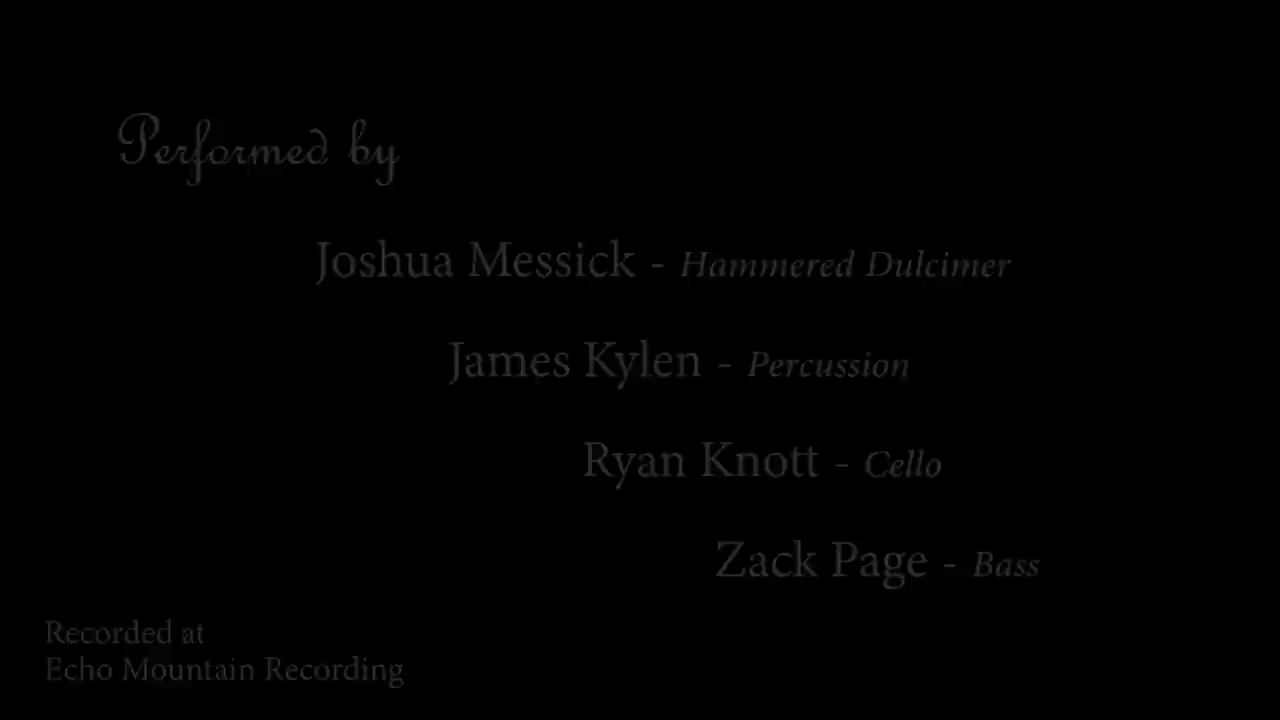 Performed by
Joshua Messick - Hammered Dulcimer
James Kylen - Percussion
Ryan Knott - Cello
Zack Page - Bass
Recorded at
Echo Mountain Recording